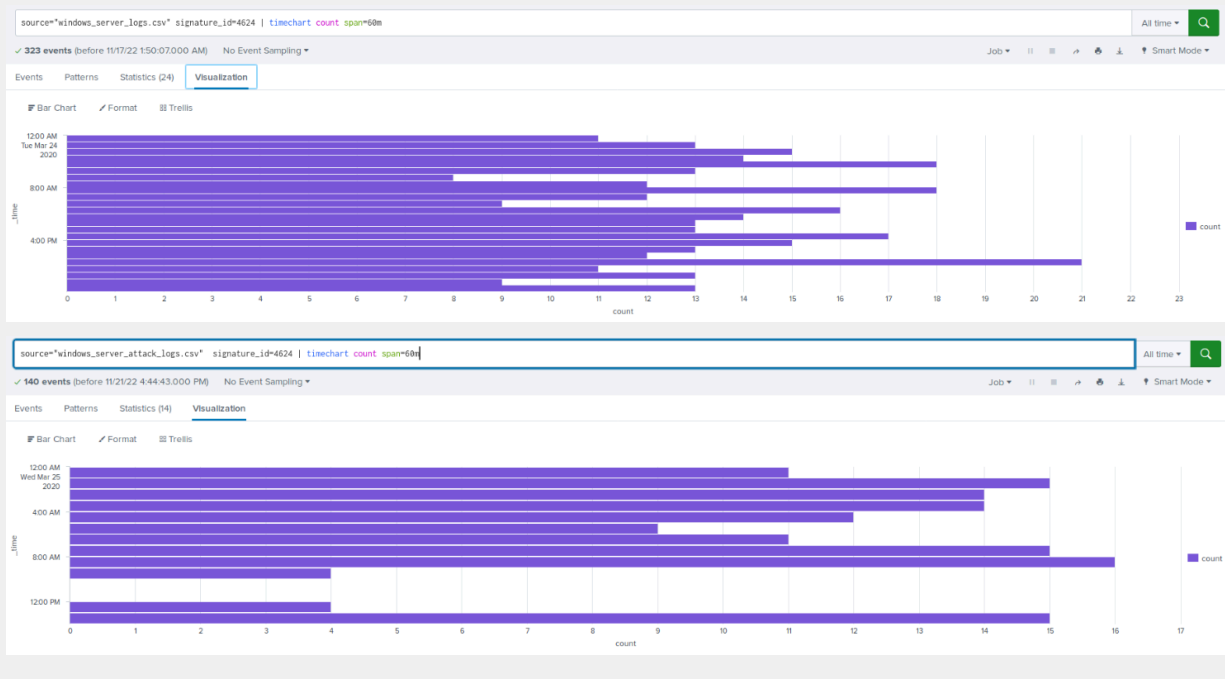 source="windows_server_logs.csv" signature_id=4624 | timechart count span=60m
All time
✓ 323 events (before 11/17/22 1:50:07.000 AM) No Event Sampling
Job Smart Mode
Events Patterns Statistics (24) Visualization
Bar Chart Format Trellis
12:00 AM
Tue Mar 24
2020
8:00 AM
4:00 PM
_time
count
0 1 2 3 4 5 6 7 8 9 10 11 12 13 14 15 16 17 18 19 20 21 22 23
count
source="windows_server_attack_logs.csv"  signature_id=4624 | timechart count span=60m
All time
✓ 140 events (before 11/21/22 4:44:43.000 PM) No Event Sampling
Job Smart Mode
Events Patterns Statistics (14) Visualization
Bar Chart Format Trellis
12:00 AM
Wed Mar 25
2020
4:00 AM
8:00 AM
12:00 PM
_time
count
0 1 2 3 4 5 6 7 8 9 10 11 12 13 14 15 16 17
count